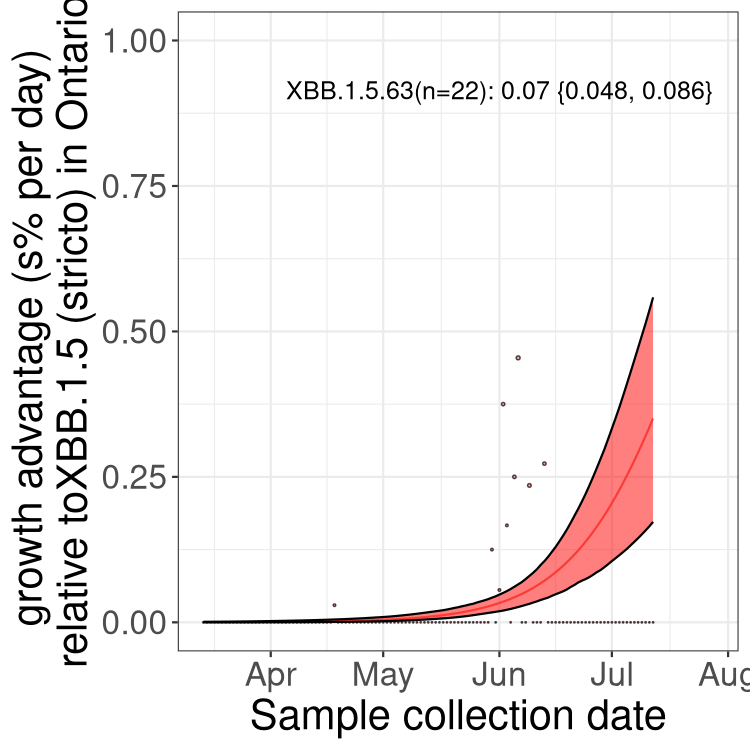 growth advantage (s% per day)
relative toXBB.1.5 (stricto) in Ontario
1.00
0.75
0.50
0.25
0.00
XBB.1.5.63(n=22): 0.07 {0.048, 0.086}
Apr May Jun Jul Aug
Sample collection date